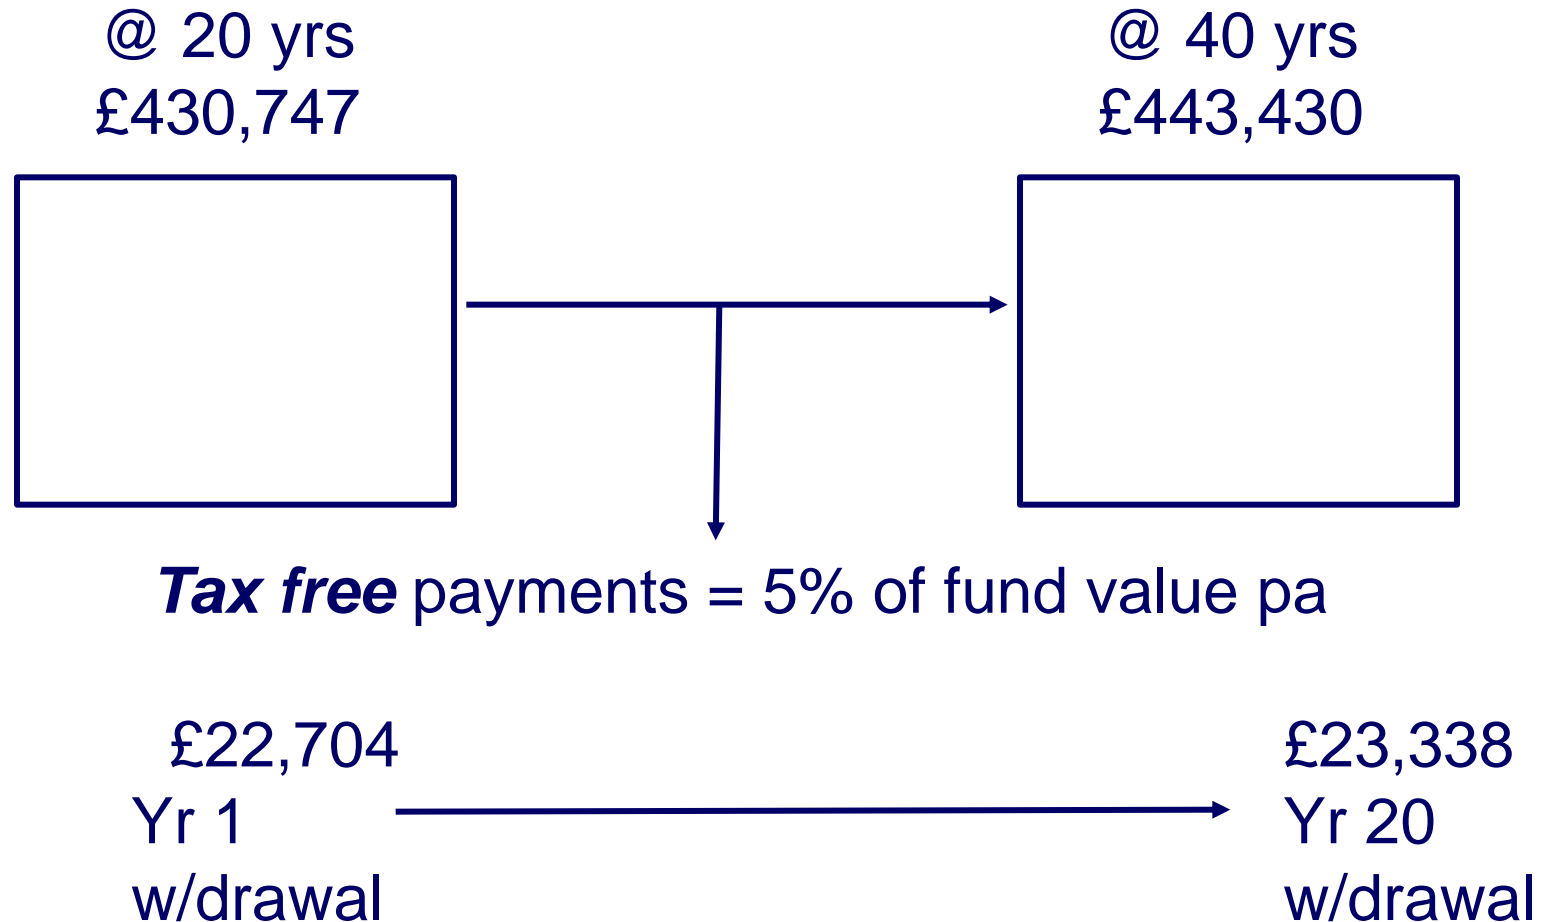 @ 20 yrs
£430,747
@ 40 yrs
£443,430
Tax free payments = 5% of fund value pa
£22,704
Yr 1
w/drawal
£23,338
Yr 20
w/drawal